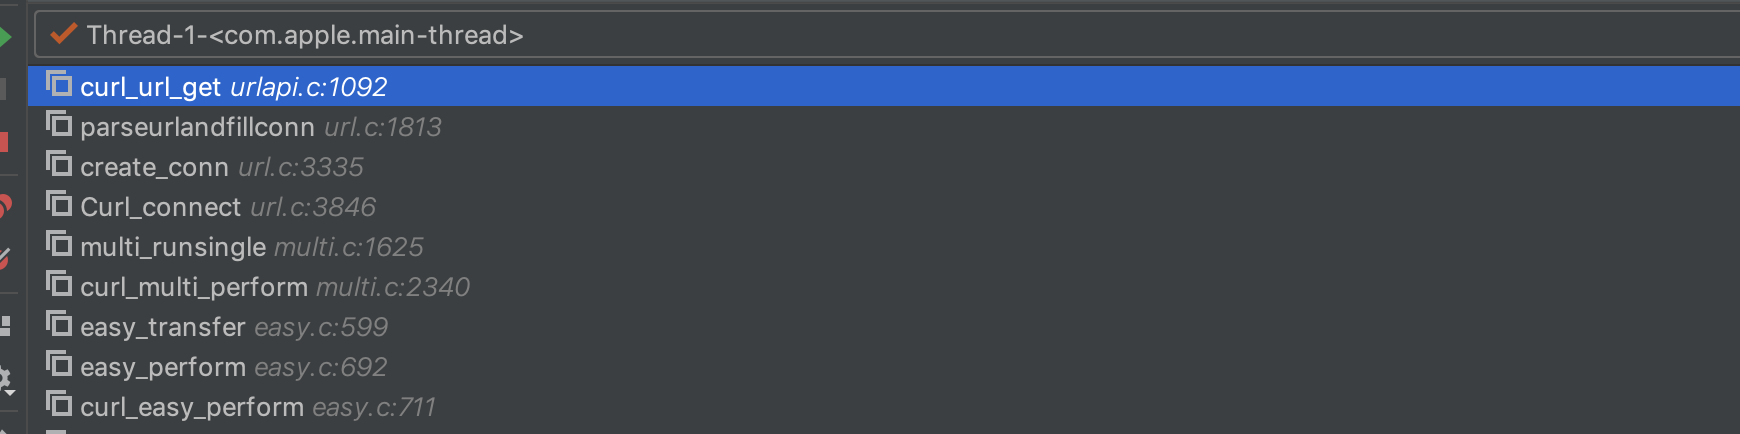 Thread-1-<com.apple.main-thread>
curl_url_get urlapi.c:1092
parseurlandfillconn url.c:1813
create_conn url.c:3335
Curl_connect url.c:3846
multi_runsingle multi.c:1625
curl_multi_perform multi.c:2340
easy_transfer easy.c:599
easy_perform easy.c:692
curl_easy_perform easy.c:711